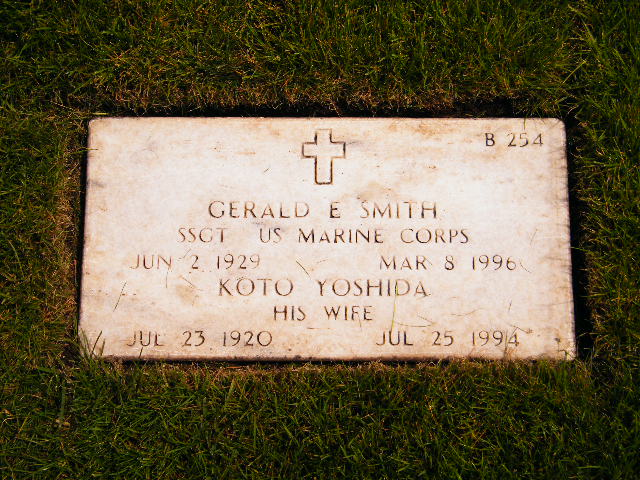 B 254
GERALD E SMITH
SSGT US MARINE CORPS
JUN 2 1929 MAR 8 1996
KOTO YOSHIDA
HIS WIFE
JUL 23 1920 JUL 25 1994